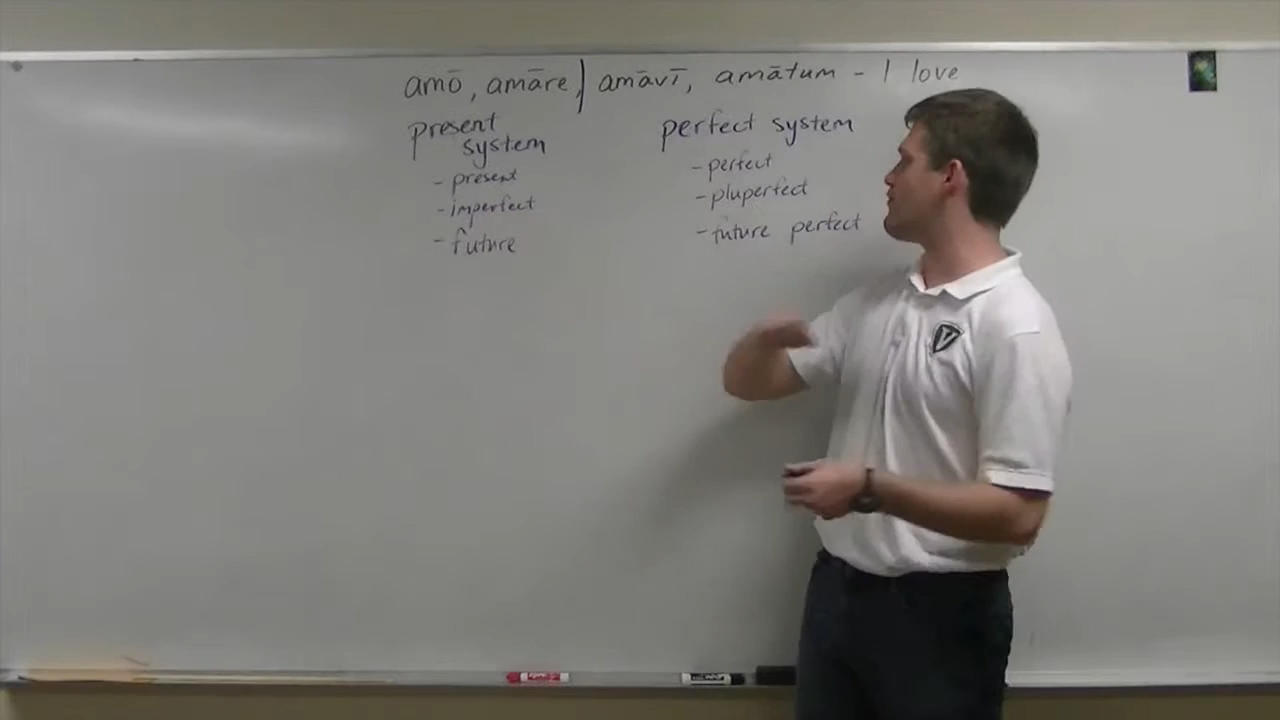 amō, amāre, | amāvī, amātum - I love
present
system
- present
- imperfect
- future
perfect system
- perfect
- pluperfect
- future perfect
V